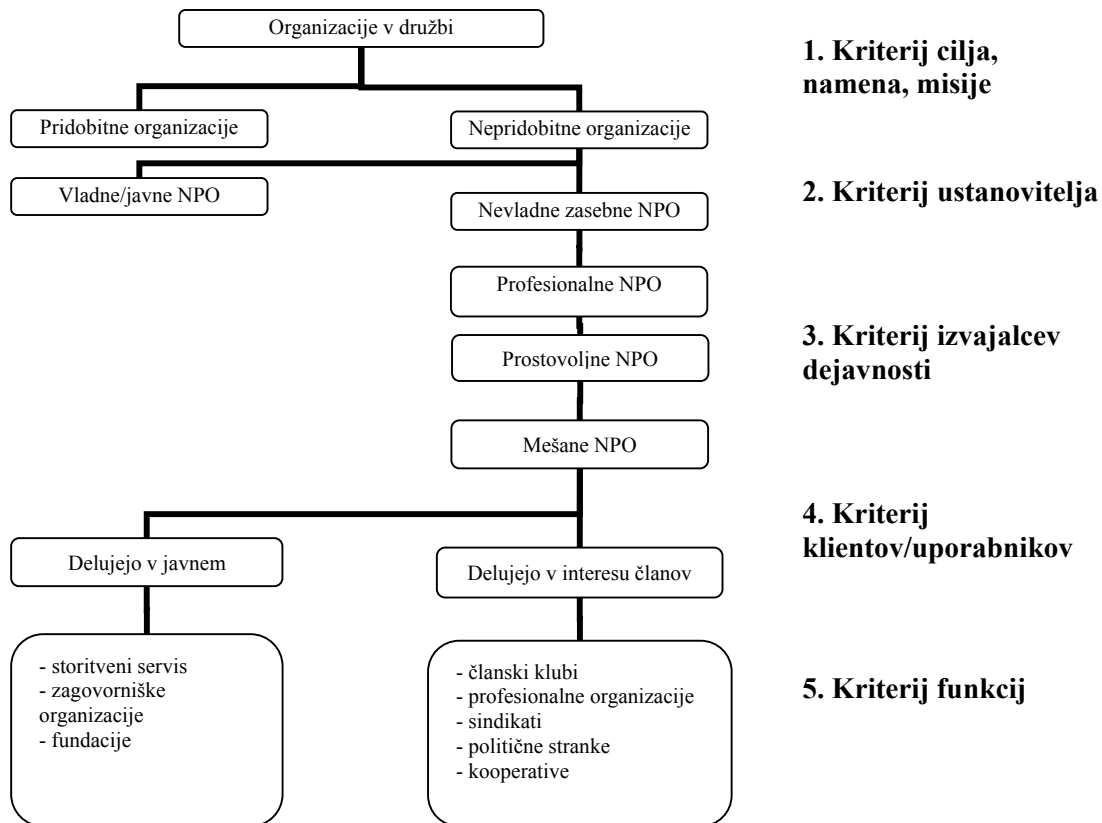 Organizacije v družbi
1. Kriterij cilja,
namena, misije
Pridobitne organizacije
Nepridobitne organizacije
Vladne/javne NPO
Nevladne zasebne NPO
2. Kriterij ustanovitelja
Profesionalne NPO
Prostovoljne NPO
3. Kriterij izvajalcev
dejavnosti
Mešane NPO
4. Kriterij
klientov/uporabnikov
Delujejo v javnem
Delujejo v interesu članov
- storitveni servis
- zagovorniške
organizacije
- fundacije
- članski klubi
- profesionalne organizacije
- sindikati
- politične stranke
- kooperative
5. Kriterij funkcij